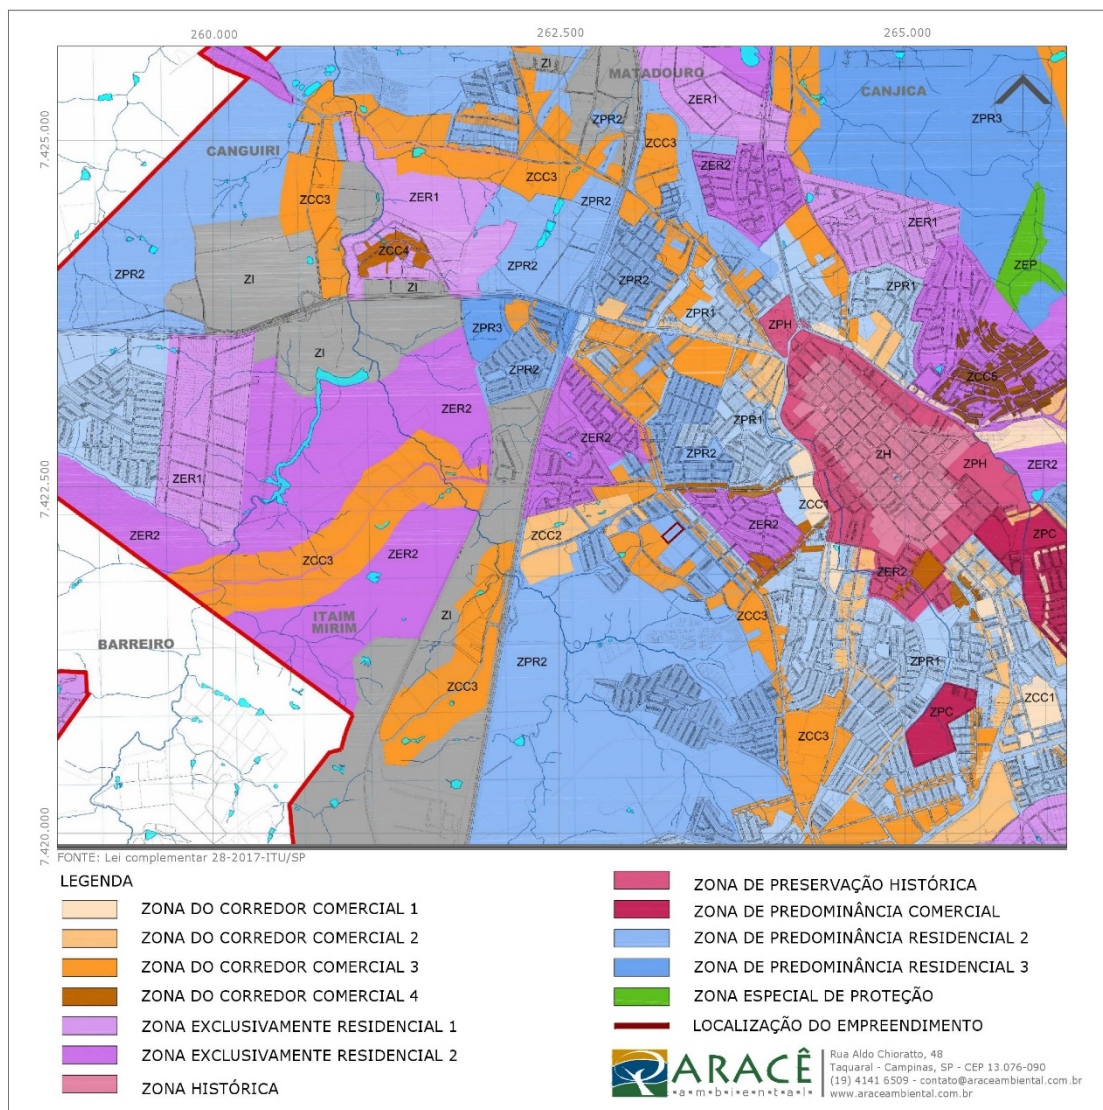 260.000
262.500
265.000
ZI
MATADOURO
CANJICA
ZER1
ZPR2
ZPR3
7.425.000
CANGUIRI
ZCC3
ZER2
ZCC3
ZCC3
ZER1
ZPR2
ZER1
ZCC4
ZPR2
ZPR2
ZI
ZI
ZPR2
ZEP
ZPR1
ZPR1
ZPR3
ZPH
ZI
ZPR2
ZCC5
ZER2
ZPR1
ZER2
ZPR2
ZH
ZPH
ZER2
ZER1
7.422.500
ZCC1
ZER2
ZCC2
ZER2
ZER2
ZPC
ZCC3
ZER2
ITAIM
MIRIM
ZI
ZCC3
BARREIRO
ZPR2
ZPR1
ZCC3
ZCC1
ZPC
ZCC3
7.420.000
FONTE: Lei complementar 28-2017-ITU/SP
LEGENDA
ZONA DO CORREDOR COMERCIAL 1
ZONA DO CORREDOR COMERCIAL 2
ZONA DO CORREDOR COMERCIAL 3
ZONA DO CORREDOR COMERCIAL 4
ZONA EXCLUSIVAMENTE RESIDENCIAL 1
ZONA EXCLUSIVAMENTE RESIDENCIAL 2
ZONA HISTÓRICA
ZONA DE PRESERVAÇÃO HISTÓRICA
ZONA DE PREDOMINÂNCIA COMERCIAL
ZONA DE PREDOMINÂNCIA RESIDENCIAL 2
ZONA DE PREDOMINÂNCIA RESIDENCIAL 3
ZONA ESPECIAL DE PROTEÇÃO
LOCALIZAÇÃO DO EMPREENDIMENTO
ARACÊ
ambiental
Rua Aldo Chioratto, 48
Taquaral - Campinas, SP - CEP 13.076-090
(19) 4141 6509 - contato@araceambiental.com.br
www.araceambiental.com.br